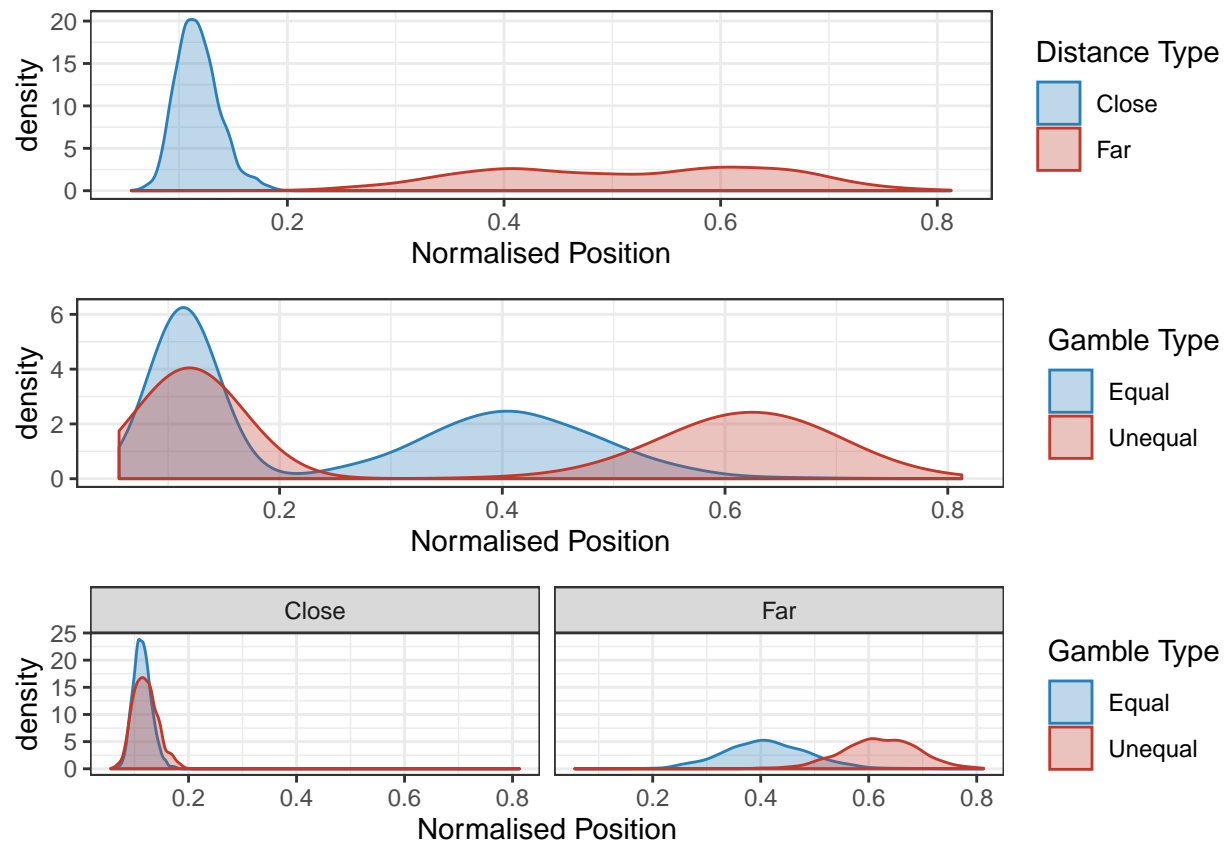 density
20
15
10
5
0
0.2 0.4 0.6 0.8
Normalised Position
Distance Type
Close
Far
density
6
4
2
0
0.2 0.4 0.6 0.8
Normalised Position
Gamble Type
Equal
Unequal
Close Far
density
25
20
15
10
5
0
0.2 0.4 0.6 0.8 0.2 0.4 0.6 0.8
Normalised Position
Gamble Type
Equal
Unequal